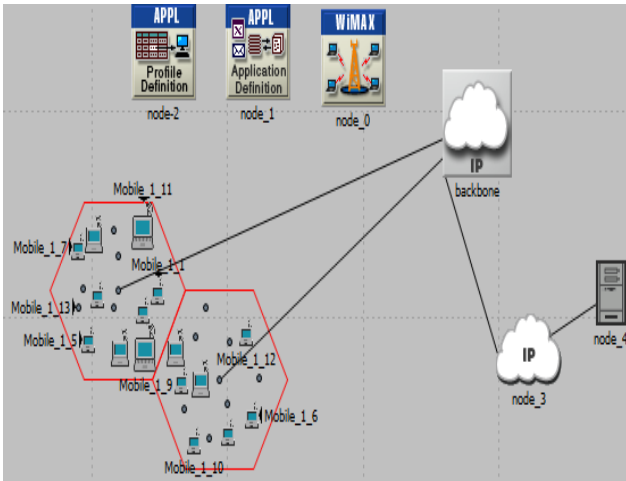 APPL
Profile
Definition
node-2
APPL
Application
Definition
node_1
WiMAX
node_0
IP
backbone
Mobile_1_11
Mobile_1_7
Mobile_1_1
Mobile_1_13
Mobile_1_5
Mobile_1_12
Mobile_1_9
Mobile_1_6
Mobile_1_10
IP
node_3
node_4